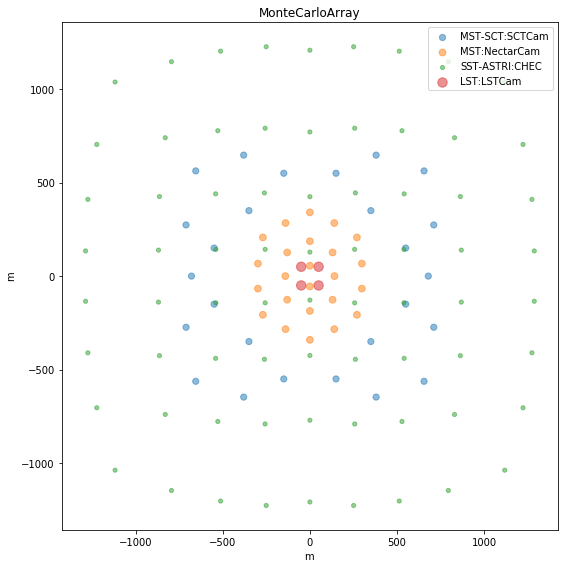 MonteCarloArray
MST-SCT:SCTCam
MST:NectarCam
SST-ASTRI:CHEC
LST:LSTCam
1000
500
0
−500
−1000
m
−1000 −500 0 500 1000
m